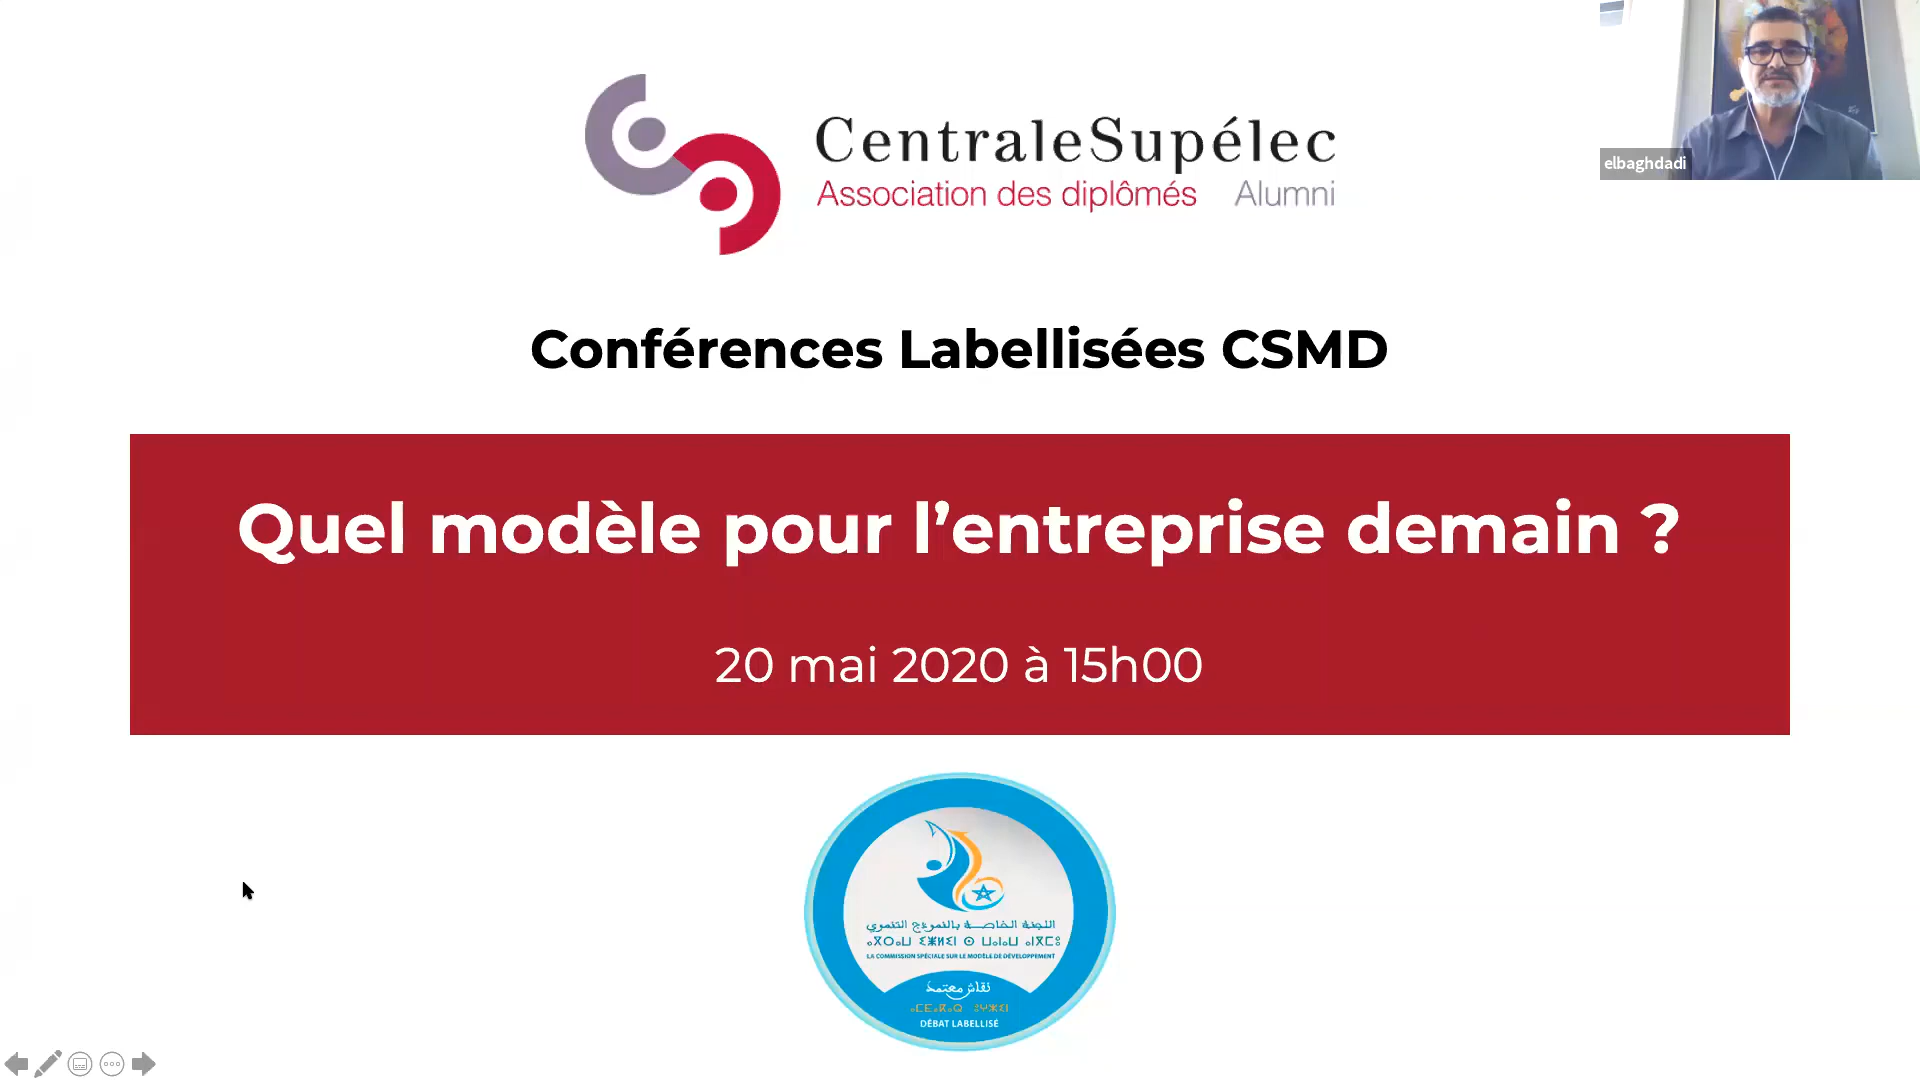 CentraleSupélec
Association des diplômés Alumni
elbaghdadi
Conférences Labellisées CSMD
Quel modèle pour l’entreprise demain ?
20 mai 2020 à 15h00
اللجنة الخاصة بالنموذج التنموي
LA COMMISSION SPÉCIALE SUR LE MODÈLE DE DÉVELOPPEMENT
نقاش معتمد
DÉBAT LABELLISÉ